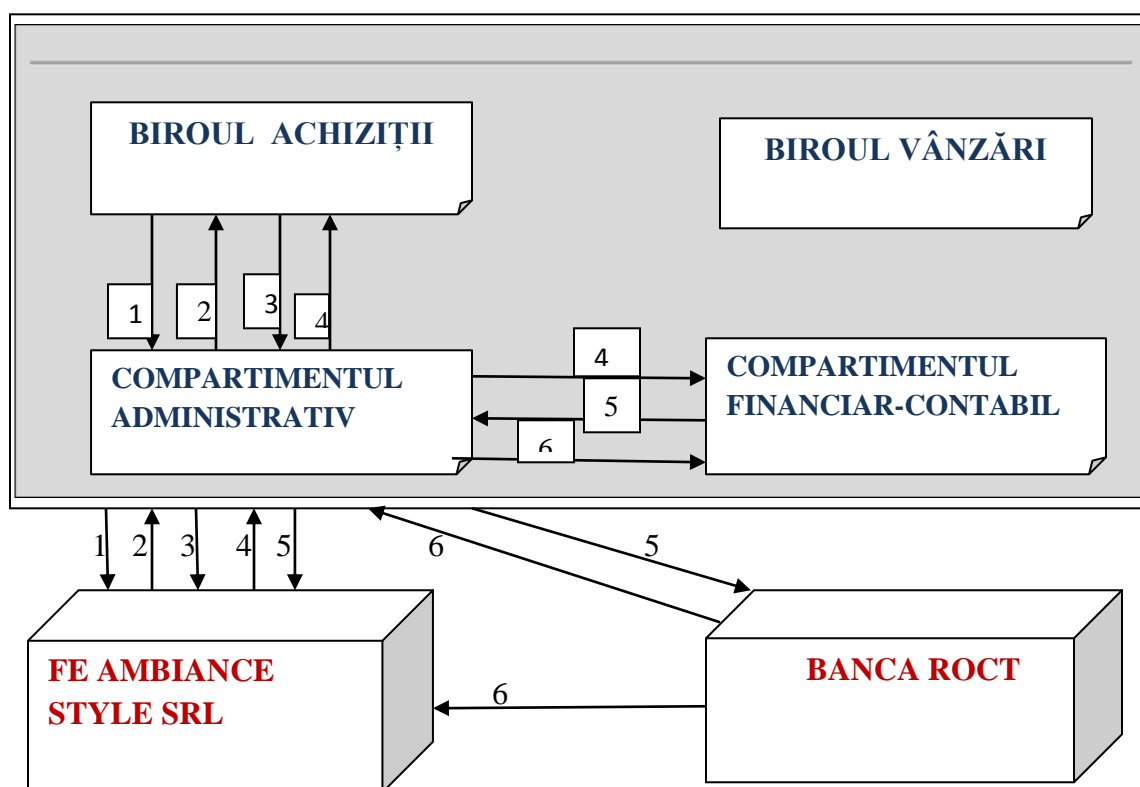 BIROUL ACHIZIȚII
BIROUL VÂNZĂRI
1
2
3
4
COMPARTIMENTUL
ADMINISTRATIV
4
5
6
COMPARTIMENTUL
FINANCIAR-CONTABIL
1
2
3
4
5
6
5
FE AMBIANCE
STYLE SRL
6
BANCA ROCT